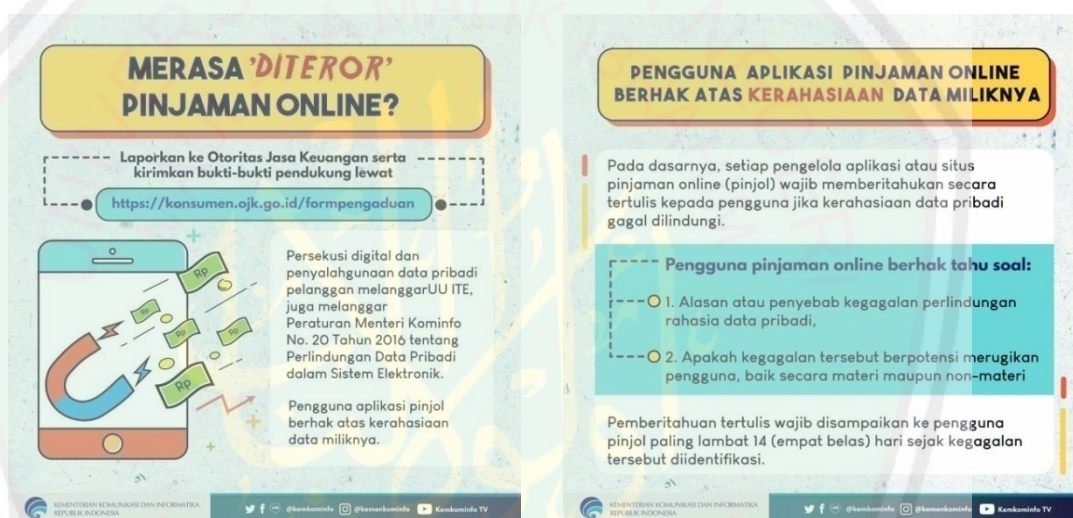 MERASA 'DITEROR'
PINJAMAN ONLINE?
Laporkan ke Otoritas Jasa Keuangan serta
kirimkan bukti-bukti pendukung lewat
https://konsumen.ojk.go.id/formpengaduan
Rp
Rp
Rp
Rp
Rp
Persekusi digital dan
penyalahgunaan data pribadi
pelanggan melanggarUU ITE,
juga melanggar
Peraturan Menteri Kominfo
No. 20 Tahun 2016 tentang
Perlindungan Data Pribadi
dalam Sistem Elektronik.
Pengguna aplikasi pinjol
berhak atas kerahasiaan
data miliknya.
KEMENTERIAN KOMUNIKASI DAN INFORMATIKA
REPUBLIK INDONESIA
@kemkominfo @kemenkominfo Kemkominfo TV
PENGGUNA APLIKASI PINJAMAN ONLINE
BERHAK ATAS KERAHASIAAN DATA MILIKNYA
Pada dasarnya, setiap pengelola aplikasi atau situs
pinjaman online (pinjol) wajib memberitahukan secara
tertulis kepada pengguna jika kerahasiaan data pribadi
gagal dilindungi.
Pengguna pinjaman online berhak tahu soal:
1. Alasan atau penyebab kegagalan perlindungan
rahasia data pribadi,
2. Apakah kegagalan tersebut berpotensi merugikan
pengguna, baik secara materi maupun non-materi
Pemberitahuan tertulis wajib disampaikan ke pengguna
pinjol paling lambat 14 (empat belas) hari sejak kegagalan
tersebut diidentifikasi.
KEMENTERIAN KOMUNIKASI DAN INFORMATIKA
REPUBLIK INDONESIA
@kemkominfo @kemenkominfo Kemkominfo TV